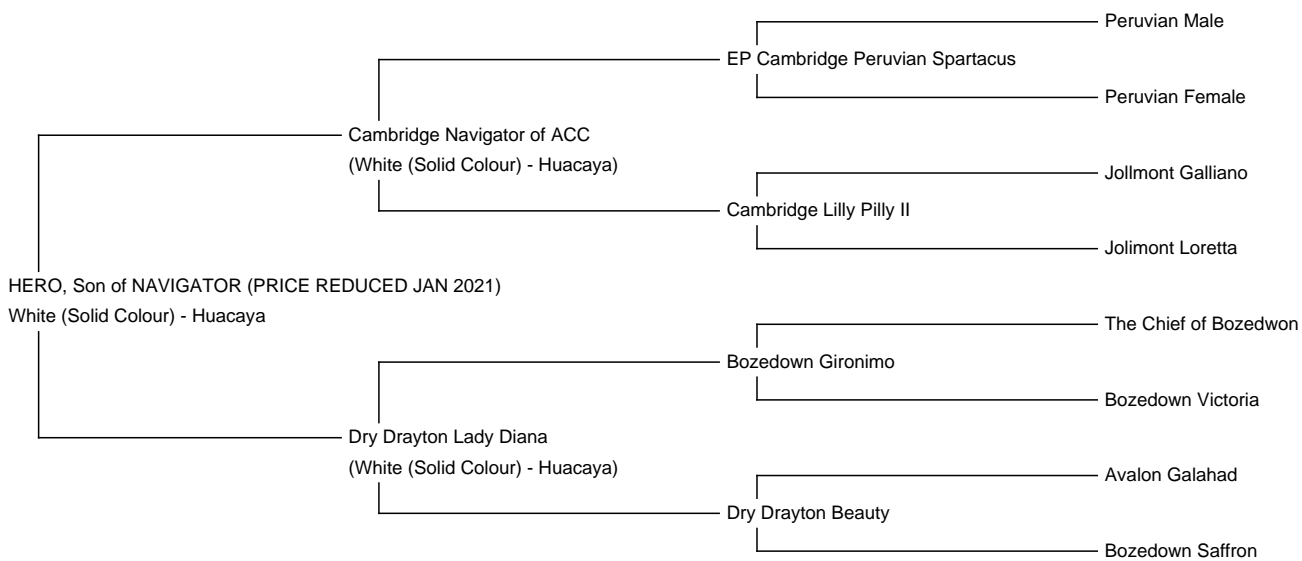 Peruvian Male
EP Cambridge Peruvian Spartacus
Peruvian Female
Cambridge Navigator of ACC
(White (Solid Colour) - Huacaya)
Jollmont Galliano
Cambridge Lilly Pilly II
Jolimont Loretta
HERO, Son of NAVIGATOR (PRICE REDUCED JAN 2021)
White (Solid Colour) - Huacaya
The Chief of Bozedwon
Bozedown Gironimo
Bozedown Victoria
Dry Drayton Lady Diana
(White (Solid Colour) - Huacaya)
Avalon Galahad
Dry Drayton Beauty
Bozedown Saffron